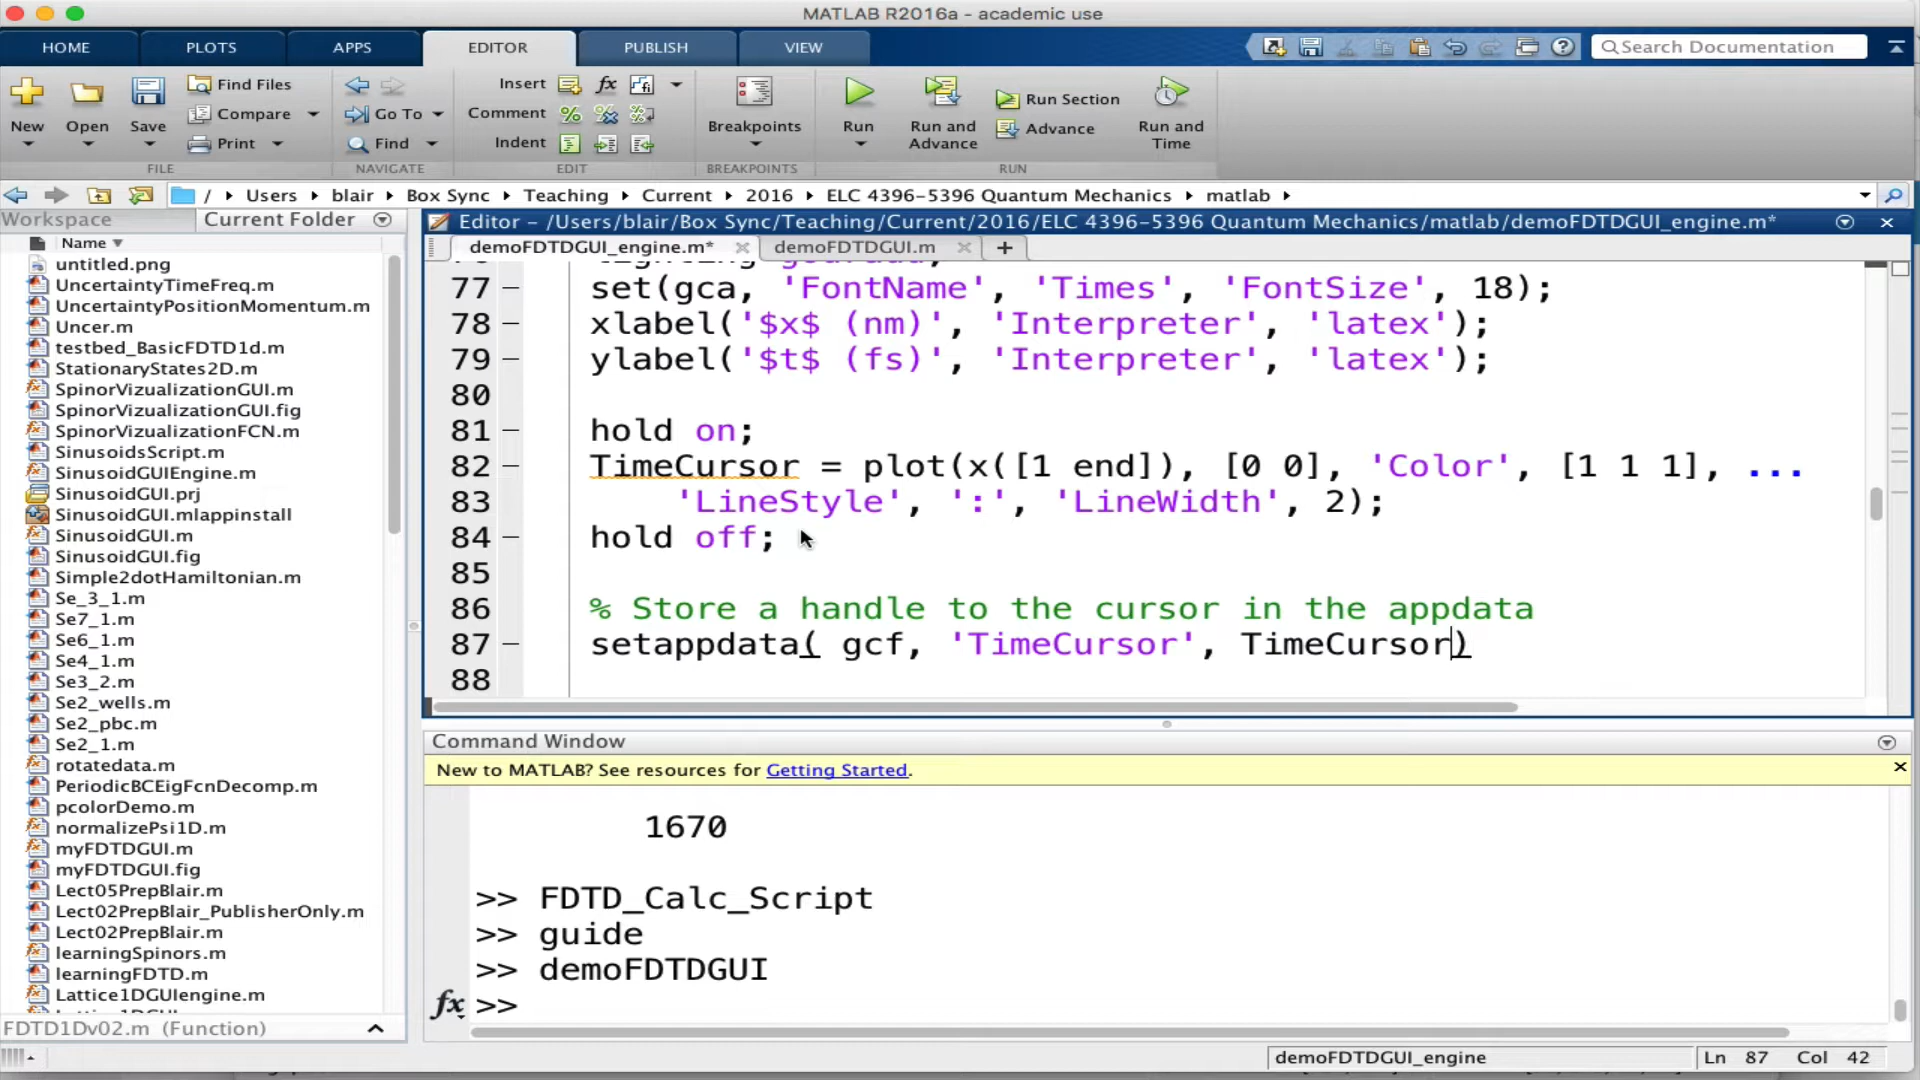 MATLAB R2016a - academic use
HOME PLOTS APPS EDITOR PUBLISH VIEW
Search Documentation
New Open Save
Find Files
Compare
Print
FILE
Go To
Find
NAVIGATE
Insert fx
Comment
Indent
EDIT
Breakpoints
BREAKPOINTS
Run
Run and Advance
Run Section
Advance
Run and Time
RUN
/ Users blair Box Sync Teaching Current 2016 ELC 4396-5396 Quantum Mechanics matlab
Workspace Current Folder
Name
untitled.png
UncertaintyTimeFreq.m
UncertaintyPositionMomentum.m
Uncer.m
testbed_BasicFDTD1d.m
StationaryStates2D.m
SpinorVizualizationGUI.m
SpinorVizualizationGUI.fig
SpinorVizualizationFCN.m
SinusoidsScript.m
SinusoidGUIEngine.m
SinusoidGUI.prj
SinusoidGUI.mlappinstall
SinusoidGUI.m
SinusoidGUI.fig
Simple2dotHamiltonian.m
Se_3_1.m
Se7_1.m
Se6_1.m
Se4_1.m
Se3_2.m
Se2_wells.m
Se2_pbc.m
Se2_1.m
rotatedata.m
PeriodicBCEigFcnDecomp.m
pcolorDemo.m
normalizePsi1D.m
myFDTDGUI.m
myFDTDGUI.fig
Lect05PrepBlair.m
Lect02PrepBlair_PublisherOnly.m
Lect02PrepBlair.m
learningSpinors.m
learningFDTD.m
Lattice1DGUIengine.m
FDTD1Dv02.m (Function)
Editor - /Users/blair/Box Sync/Teaching/Current/2016/ELC 4396-5396 Quantum Mechanics/matlab/demoFDTDGUI_engine.m*
demoFDTDGUI_engine.m* demoFDTDGUI.m +
77 set(gca, 'FontName', 'Times', 'FontSize', 18);
78 xlabel('$x$ (nm)', 'Interpreter', 'latex');
79 ylabel('$t$ (fs)', 'Interpreter', 'latex');
80
81 hold on;
82 TimeCursor = plot(x([1 end]), [0 0], 'Color', [1 1 1], ...
83 'LineStyle', ':', 'LineWidth', 2);
84 hold off;
85
86 % Store a handle to the cursor in the appdata
87 setappdata( gcf, 'TimeCursor', TimeCursor)
88
Command Window
New to MATLAB? See resources for Getting Started.
1670
>> FDTD_Calc_Script
>> guide
>> demoFDTDGUI
fx >>
demoFDTDGUI_engine Ln 87 Col 42